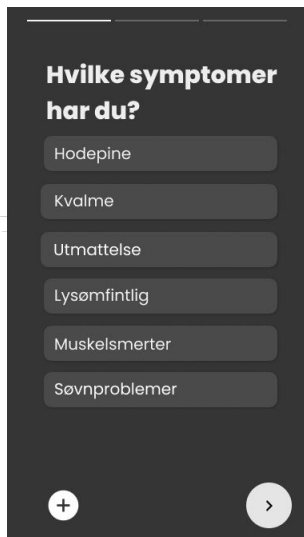 Hvilke symptomer
har du?
Hodepine
Kvalme
Utmattelse
Lysømfintlig
Muskelsmerter
Søvnproblemer